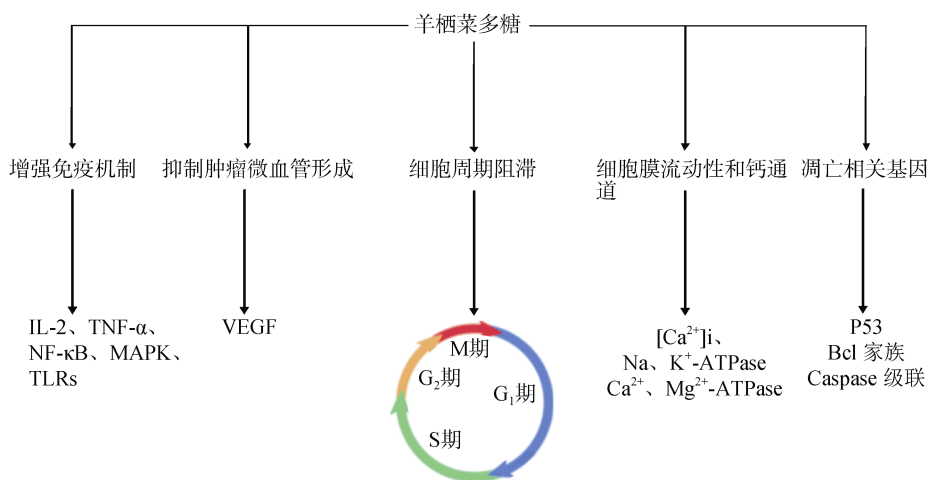 羊栖菜多糖
增强免疫机制
抑制肿瘤微血管形成
细胞周期阻滞
细胞膜流动性和钙通
道
凋亡相关基因
IL-2、TNF-α、
NF-κB、MAPK、
TLRs
VEGF
M期
G₂期
G₁期
S期
[Ca²⁺]i、
Na、K⁺-ATPase
Ca²⁺、Mg²⁺-ATPase
P53
Bcl 家族
Caspase 级联